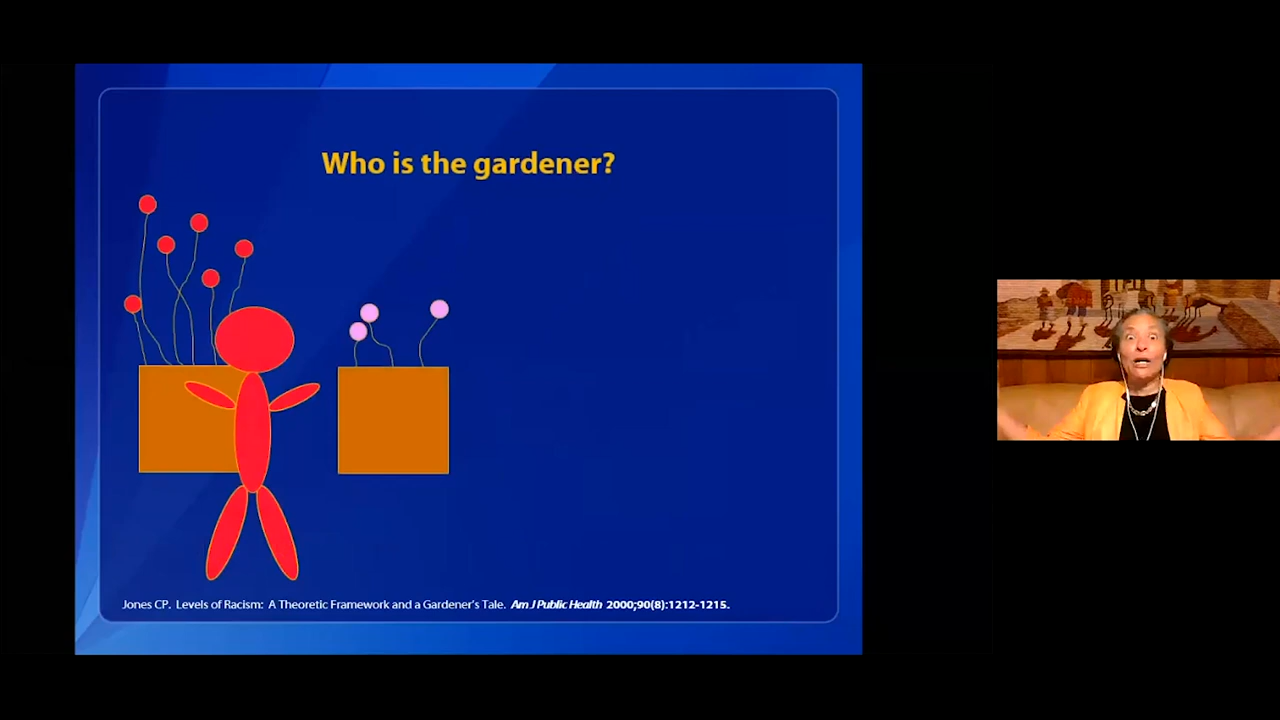 Who is the gardener?
Jones CP. Levels of Racism: A Theoretic Framework and a Gardener's Tale. Am J Public Health 2000;90(8):1212-1215.